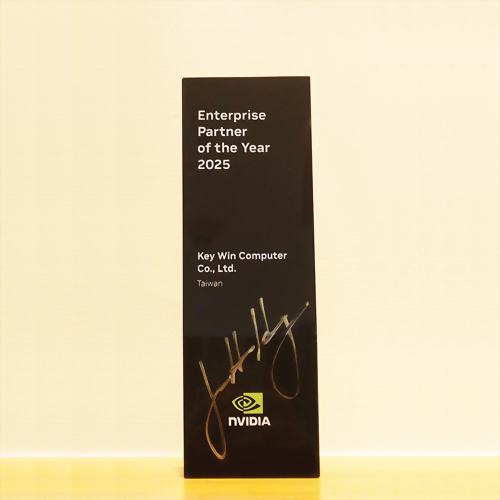 Enterprise
Partner
of the Year
2025
Key Win Computer
Co., Ltd.
Taiwan
NVIDIA